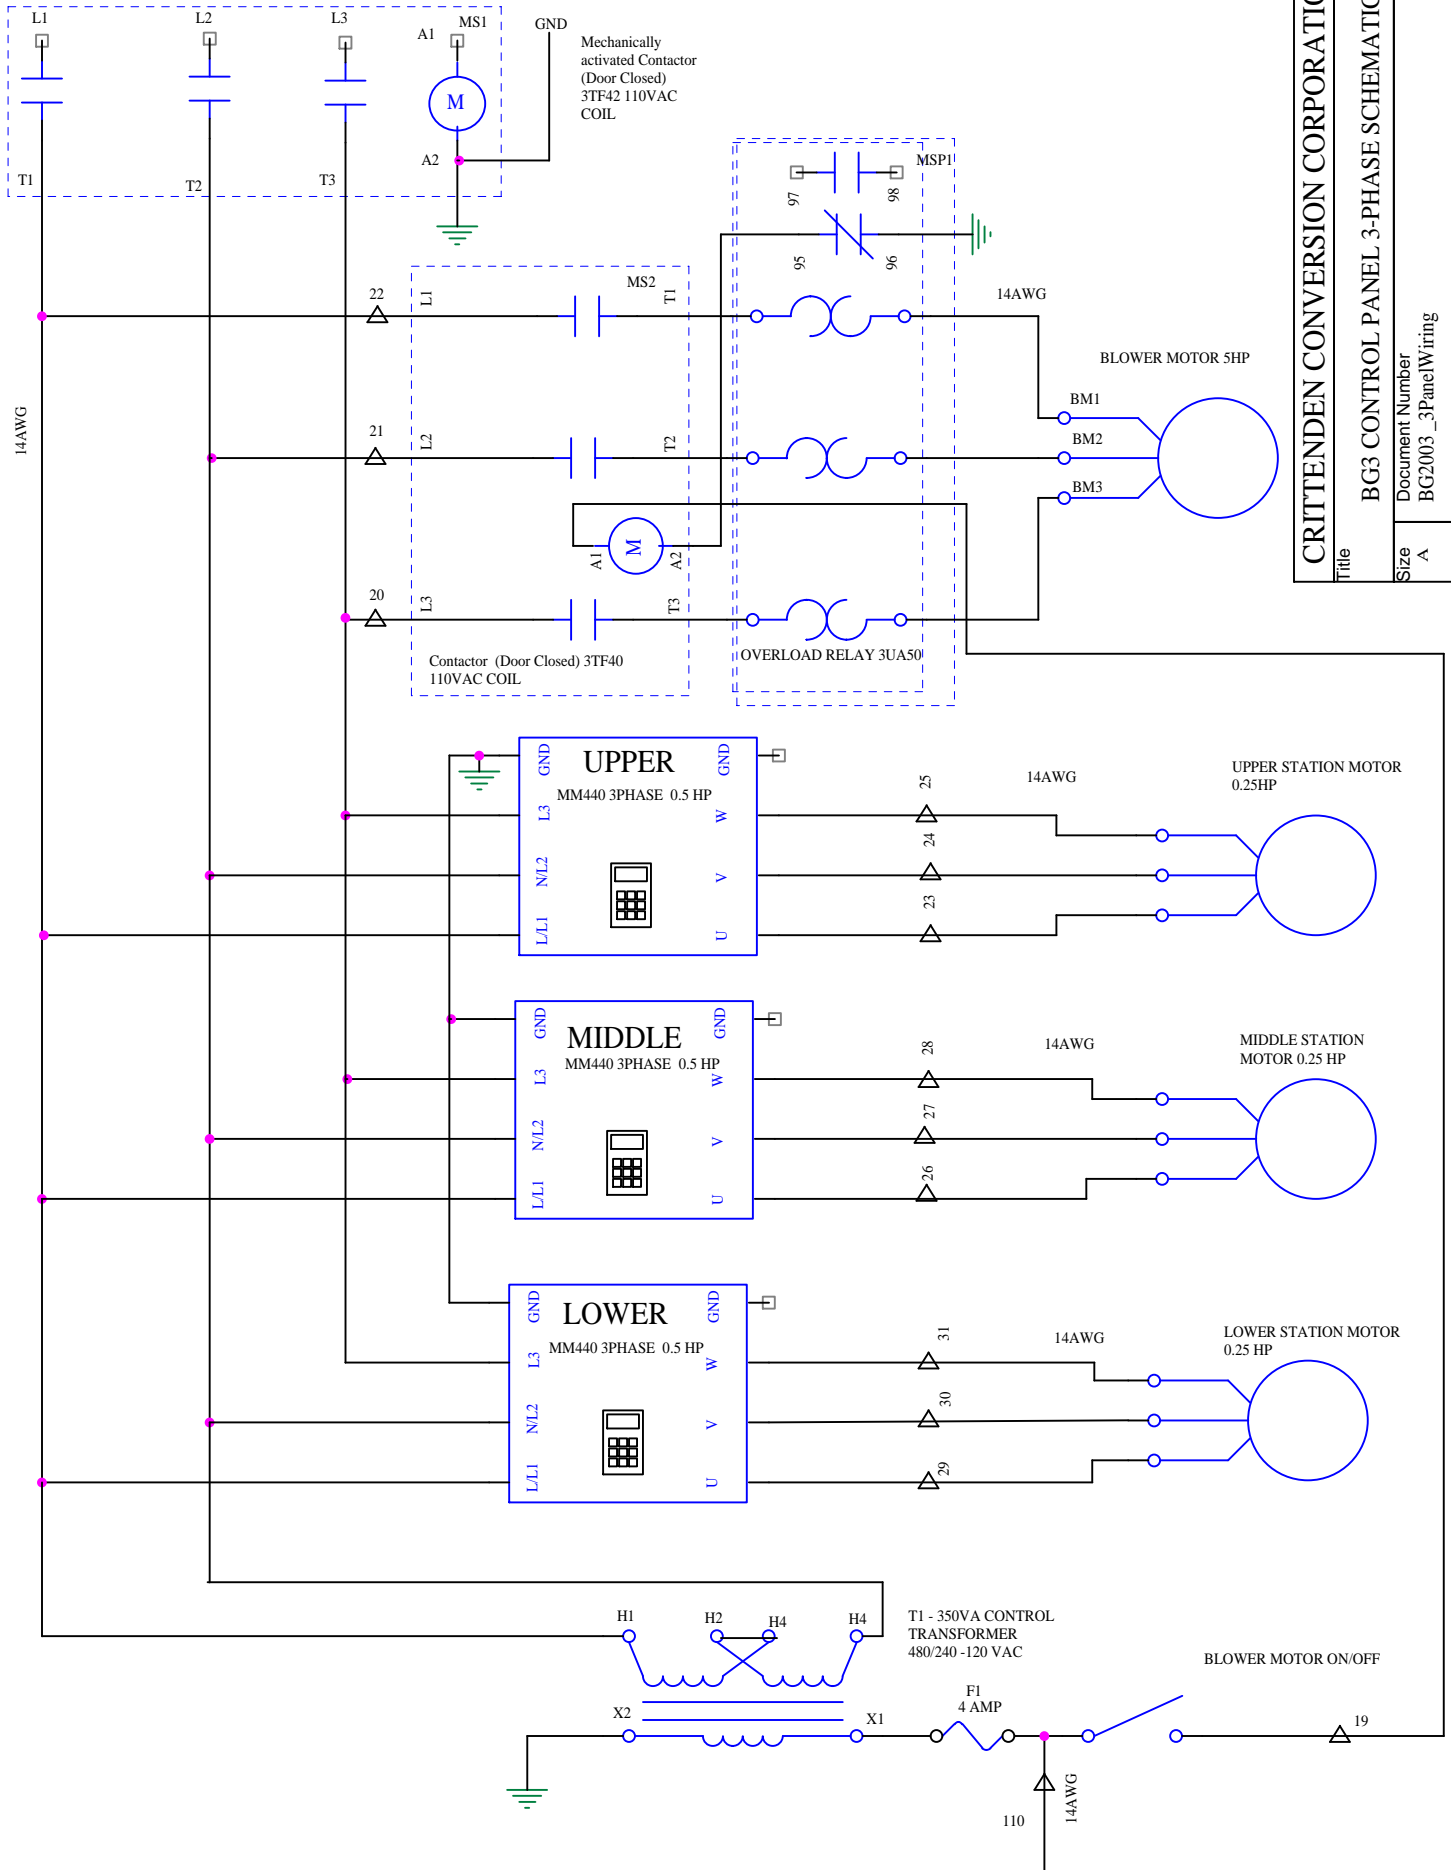 L1
L2
L3
A1
MS1
GND
Mechanically
activated Contactor
(Door Closed)
3TF42 110VAC
COIL
M
A2
T1
T2
T3
MSP1
97
98
95
96
14AWG
22
L1
MS2
T1
14AWG
BLOWER MOTOR 5HP
21
L2
T2
BM1
BM2
BM3
A1
M
A2
20
L3
T3
Contactor (Door Closed) 3TF40
110VAC COIL
OVERLOAD RELAY 3UA50
CRITTENDEN CONVERSION CORPORATIO
Title
BG3 CONTROL PANEL 3-PHASE SCHEMATIC
Size
A
Document Number
BG2003_3PanelWiring
GND
UPPER
GND
MM440 3PHASE 0.5 HP
L3
W
N/L2
V
L/L1
U
25
24
23
14AWG
UPPER STATION MOTOR
0.25HP
GND
MIDDLE
GND
MM440 3PHASE 0.5 HP
L3
W
N/L2
V
L/L1
U
28
27
26
14AWG
MIDDLE STATION
MOTOR 0.25 HP
GND
LOWER
GND
MM440 3PHASE 0.5 HP
L3
W
N/L2
V
L/L1
U
31
30
29
14AWG
LOWER STATION MOTOR
0.25 HP
H1
H2
H4
H4
T1 - 350VA CONTROL
TRANSFORMER
480/240 -120 VAC
X2
X1
F1
4 AMP
BLOWER MOTOR ON/OFF
19
110
14AWG